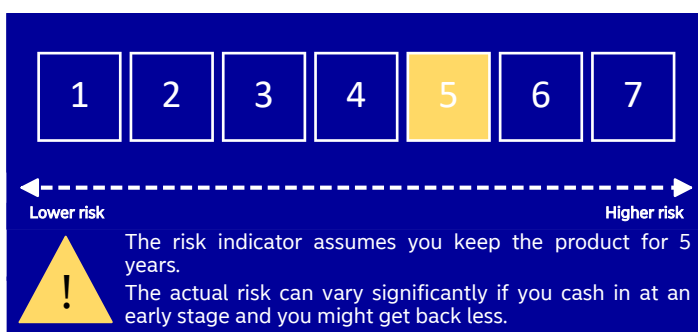 1 2 3 4 5 6 7
Lower risk Higher risk
The risk indicator assumes you keep the product for 5
years.
!
The actual risk can vary significantly if you cash in at an
early stage and you might get back less.